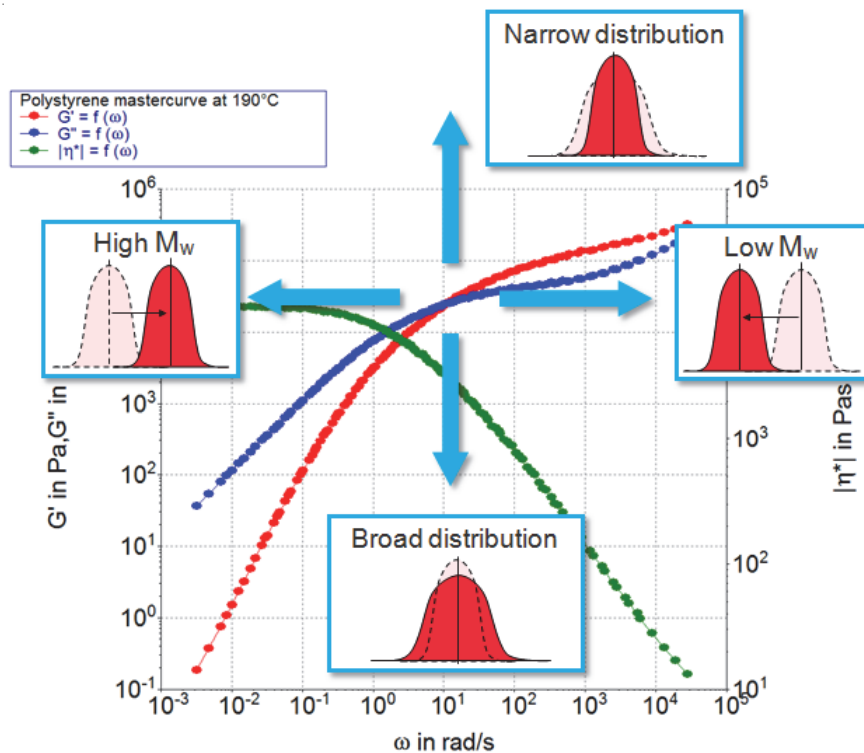 Narrow distribution
Polystyrene mastercurve at 190°C
G' = f (ω)
G'' = f (ω)
|η*| = f (ω)
10⁶
10⁵
High M_w
Low M_w
10³
10³
10²
10¹
10²
10⁰
10⁻¹
10¹
Broad distribution
10⁻³ 10⁻² 10⁻¹ 10⁰ 10¹ 10² 10³ 10⁴ 10⁵
ω in rad/s
G' in Pa,G'' in
|η*| in Pas